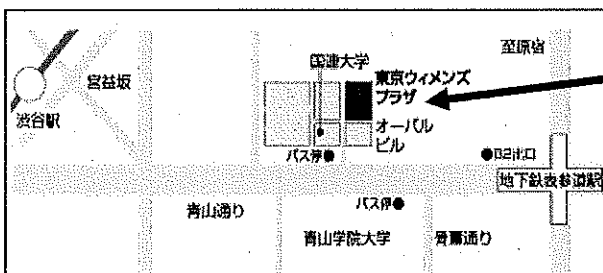 国連大学
至原宿
宮益坂
東京ウィメンズ
プラザ
渋谷駅
オーバル
ビル
バス停
B2出口
地下鉄表参道駅
青山通り
バス停
青山学院大学
骨董通り